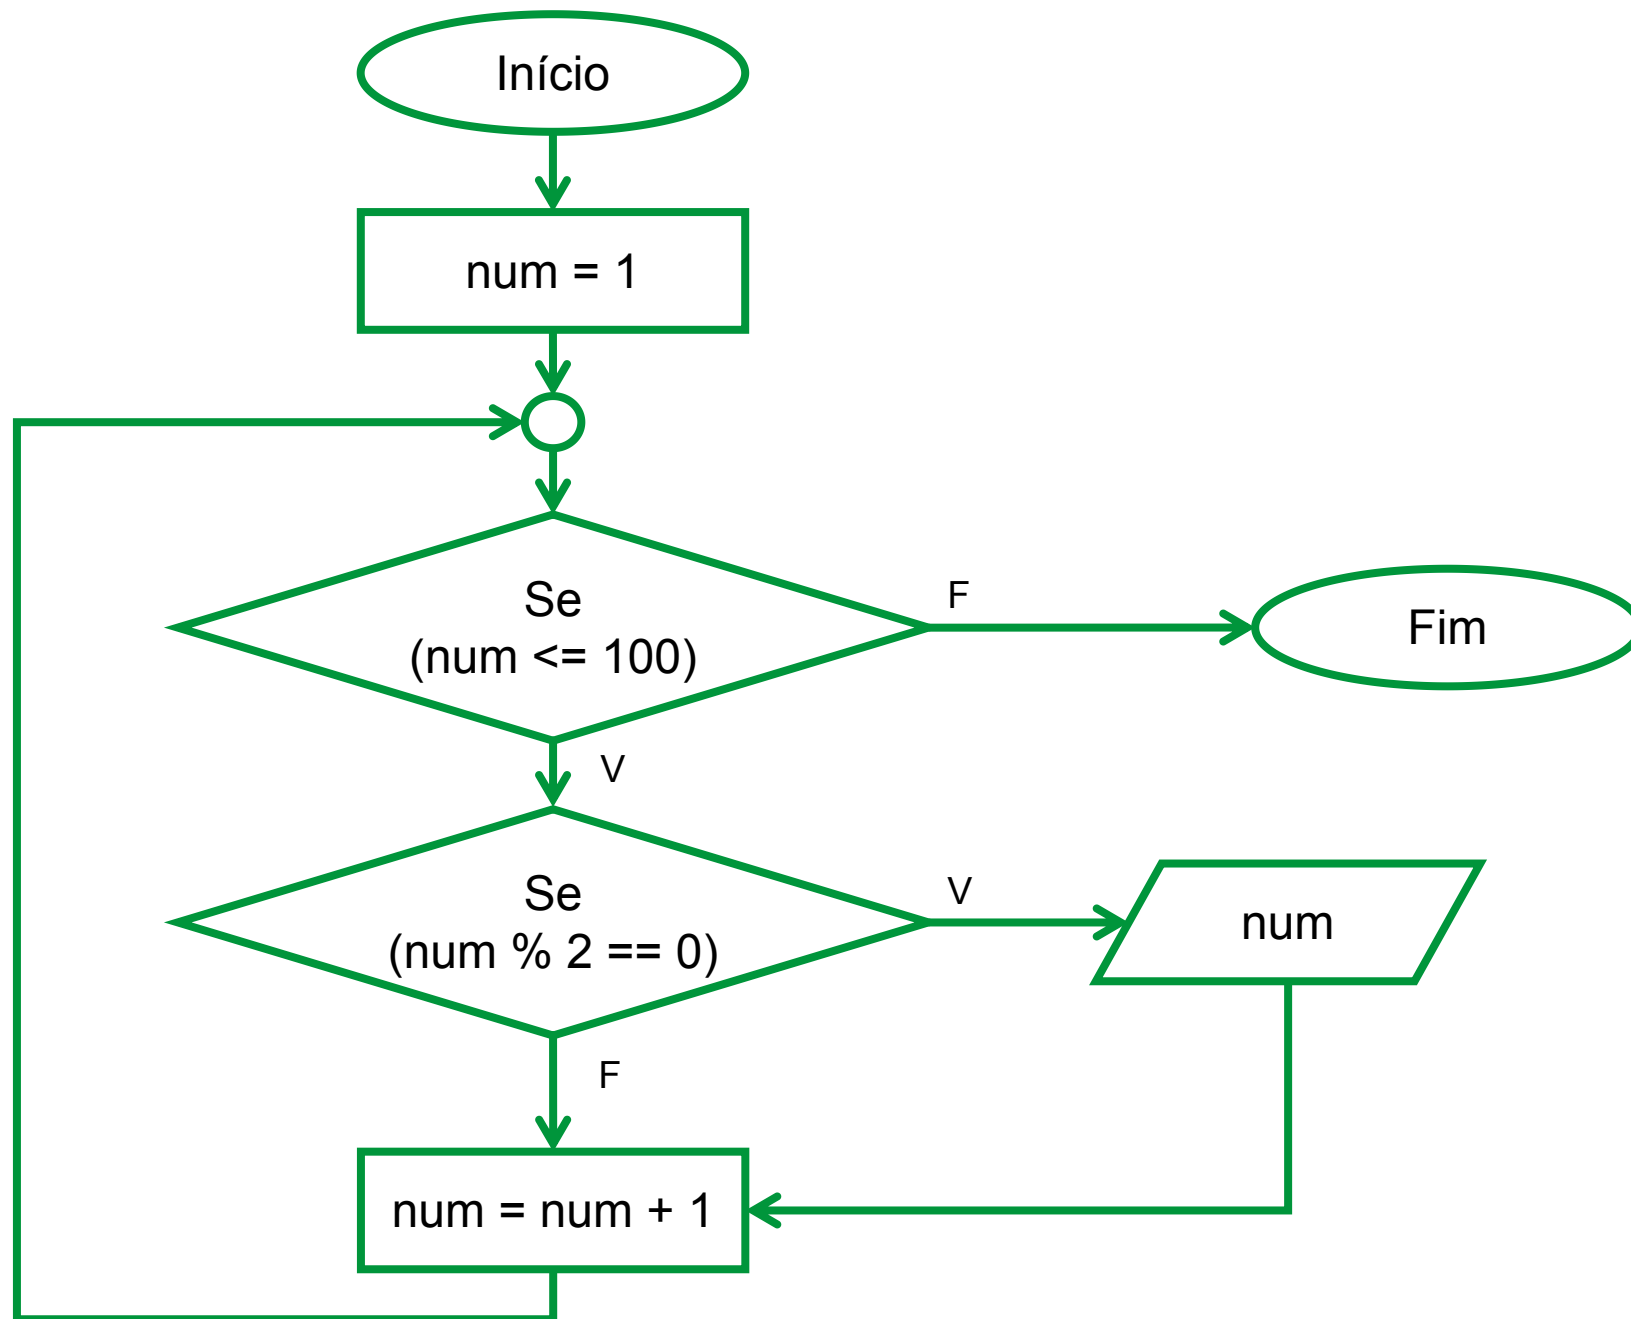 Início
num = 1
Se
(num <= 100)
F
Fim
V
Se
(num % 2 == 0)
V
num
F
num = num + 1